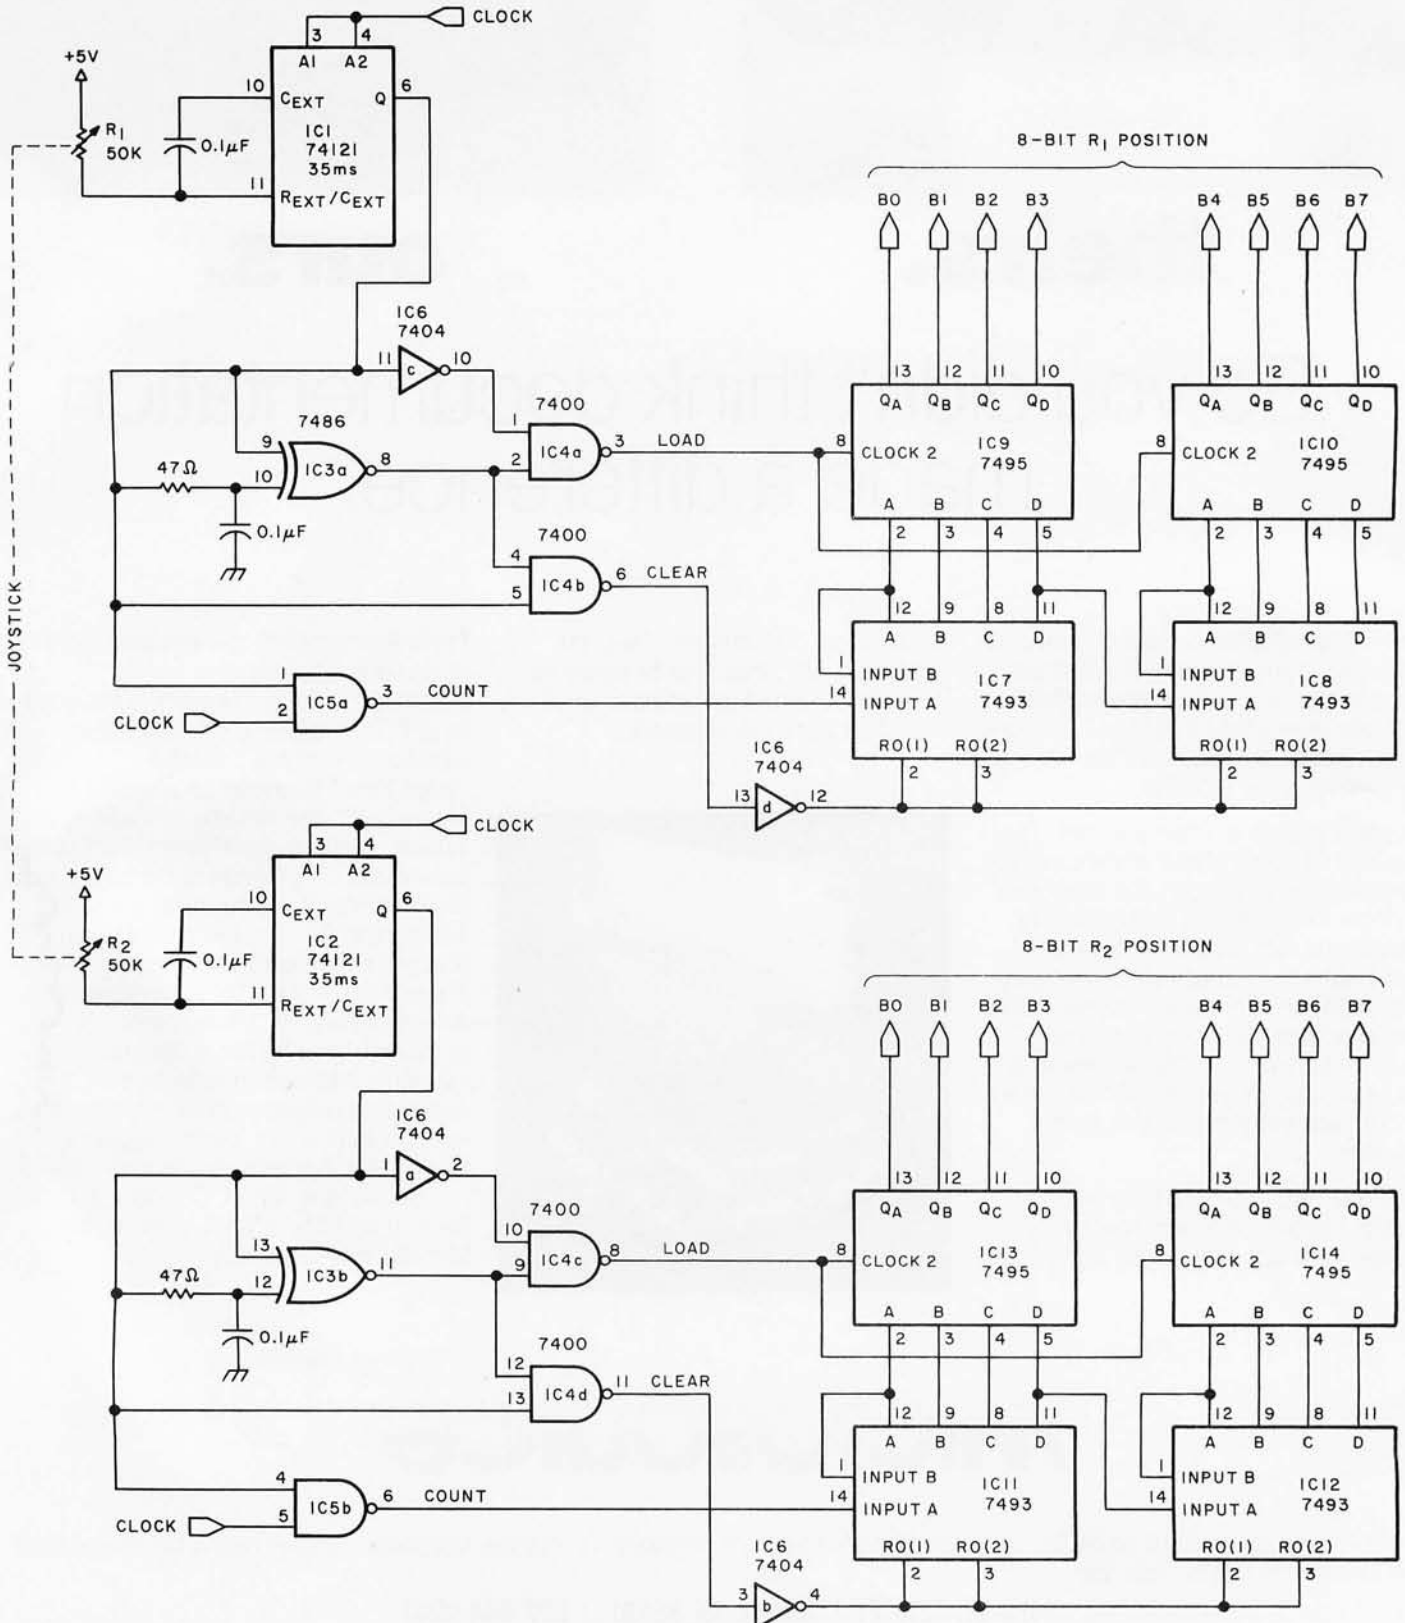 CLOCK
3 4
A1 A2
+5V
10 CEXT Q 6
R1
50K
0.1µF
IC1
74121
35ms
11 REXT/CEXT
8-BIT R1 POSITION
B0 B1 B2 B3 B4 B5 B6 B7
IC6
7404
11 c 10
13 12 11 10 13 12 11 10
QA QB QC QD QA QB QC QD
7486
7400
1
9 IC3a 8
2 IC4a 3 LOAD
8 CLOCK 2 IC9
7495
8 CLOCK 2 IC10
7495
47Ω 10
0.1µF
A B C D A B C D
2 3 4 5 2 3 4 5
7400
4
5 IC4b 6 CLEAR
12 9 8 11 12 9 8 11
A B C D A B C D
JOYSTICK
1 INPUT B IC7
14 INPUT A 7493
1 INPUT B IC8
14 INPUT A 7493
1
IC5a 3 COUNT
CLOCK 2
RO(1) RO(2) RO(1) RO(2)
2 3 2 3
IC6
7404
13 d 12
CLOCK
3 4
A1 A2
+5V
10 CEXT Q 6
R2
50K
0.1µF
IC2
74121
35ms
11 REXT/CEXT
8-BIT R2 POSITION
B0 B1 B2 B3 B4 B5 B6 B7
IC6
7404
1 a 2
13 12 11 10 13 12 11 10
QA QB QC QD QA QB QC QD
7400
10
13 IC3b 11
9 IC4c 8 LOAD
8 CLOCK 2 IC13
7495
8 CLOCK 2 IC14
7495
47Ω 12
0.1µF
A B C D A B C D
2 3 4 5 2 3 4 5
7400
12
13 IC4d 11 CLEAR
12 9 8 11 12 9 8 11
A B C D A B C D
1 INPUT B IC11
14 INPUT A 7493
1 INPUT B IC12
14 INPUT A 7493
4
IC5b 6 COUNT
CLOCK 5
RO(1) RO(2) RO(1) RO(2)
2 3 2 3
IC6
7404
3 b 4